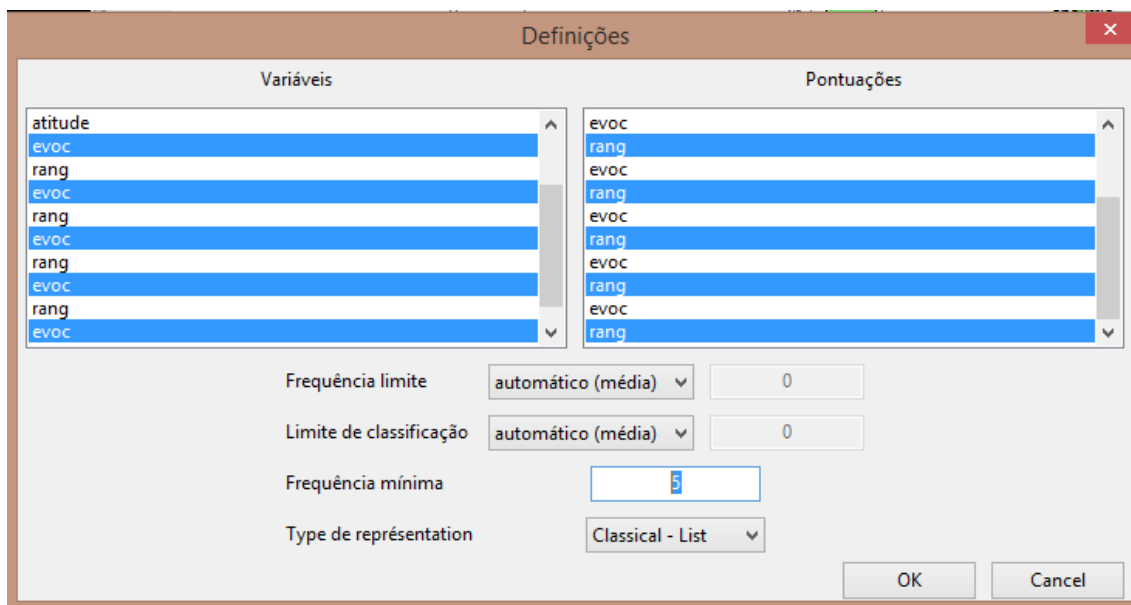 Definições
Variáveis
Pontuações
atitude
evoc
rang
evoc
rang
evoc
rang
evoc
rang
evoc
evoc
rang
evoc
rang
evoc
rang
evoc
rang
evoc
rang
Frequência limite automático (média) 0
Limite de classificação automático (média) 0
Frequência mínima 5
Type de représentation Classical - List
OK Cancel